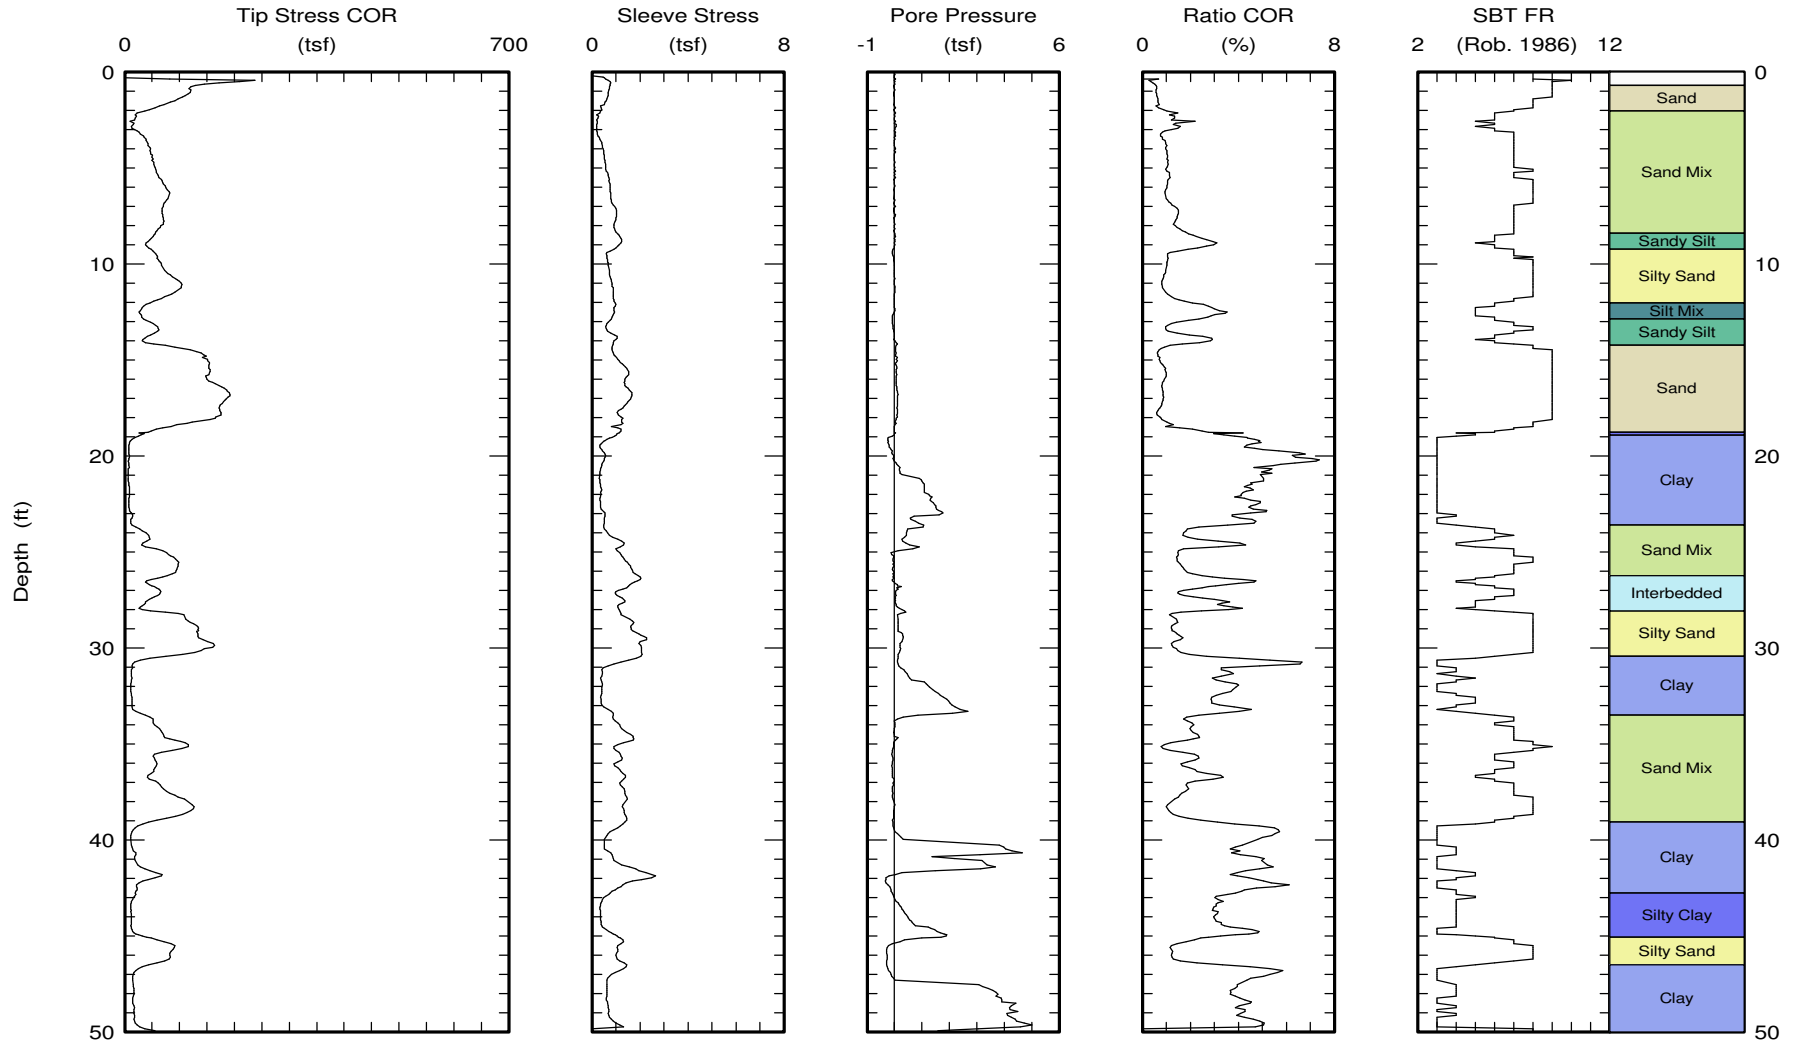 Tip Stress COR Sleeve Stress Pore Pressure Ratio COR SBT FR
0 (tsf) 700 0 (tsf) 8 -1 (tsf) 6 0 (%) 8 2 (Rob. 1986) 12
0 0
Sand
Sand Mix
Sandy Silt
10 10
Silty Sand
Silt Mix
Sandy Silt
Sand
20 20
Clay
Depth (ft)
Sand Mix
Interbedded
Silty Sand
30 30
Clay
Sand Mix
40 40
Clay
Silty Clay
Silty Sand
Clay
50 50